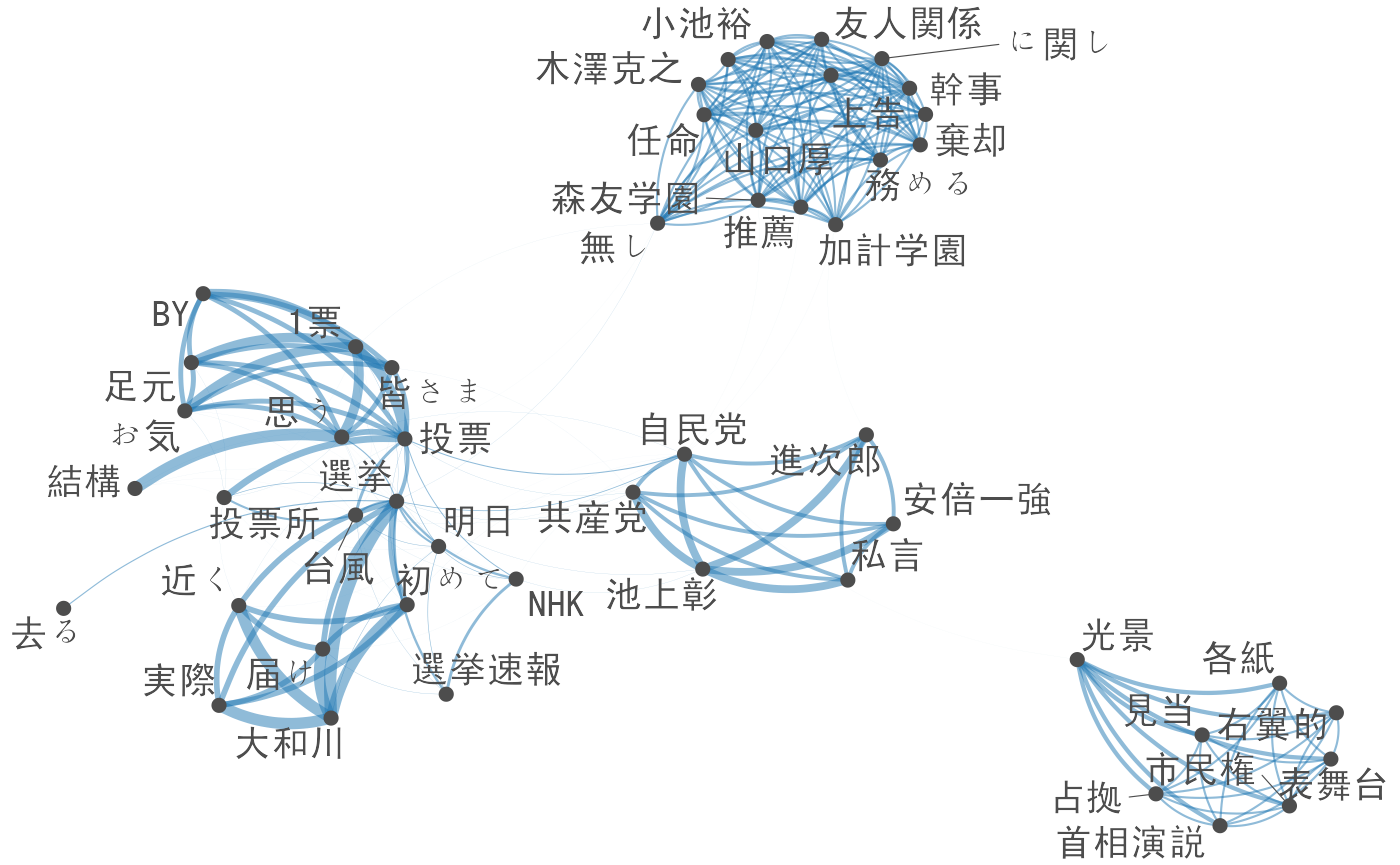 小池裕
友人関係
に関し
木澤克之
幹事
上告
任命
棄却
山口厚
務める
森友学園
推薦
無し
加計学園
BY
1票
足元
皆さま
思う
お気
投票
自民党
進次郎
結構
選挙
安倍一強
投票所
明日
共産党
私言
台風
近く
初めて
NHK
池上彰
去る
光景
各紙
選挙速報
実際
届け
見当
右翼的
大和川
市民権
表舞台
占拠
首相演説